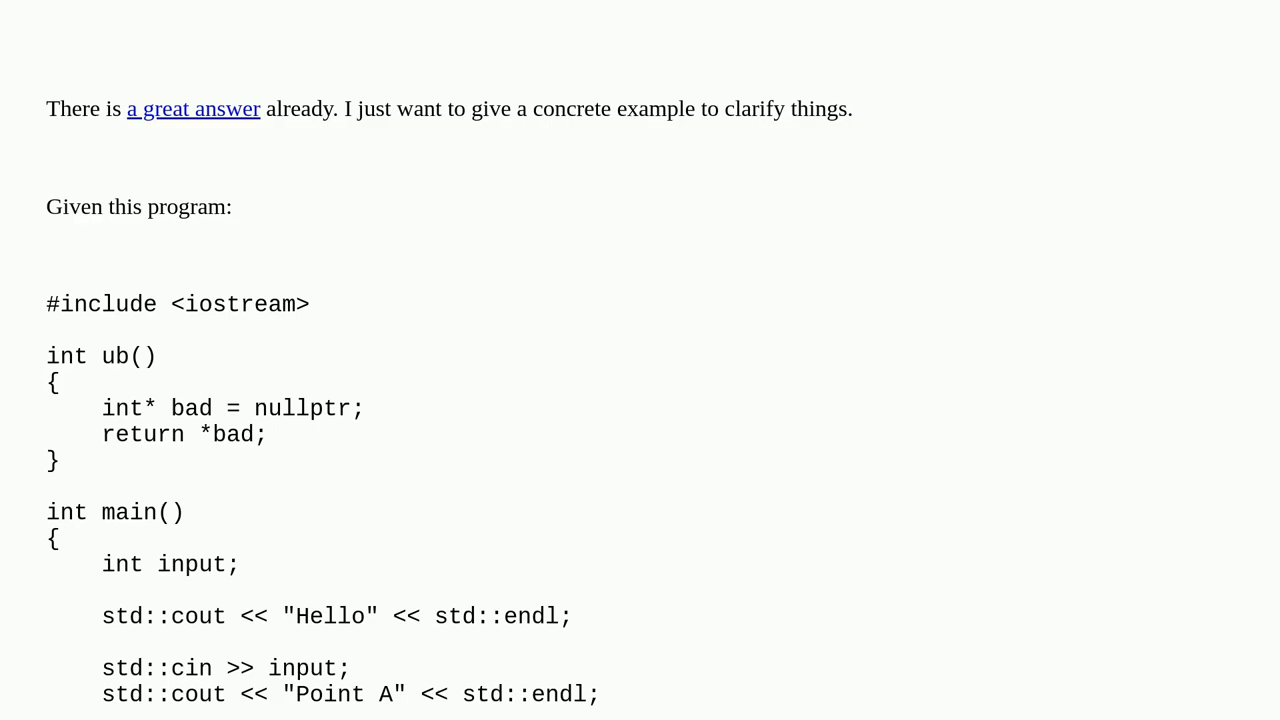 There is a great answer already. I just want to give a concrete example to clarify things.
Given this program:
#include <iostream>
int ub()
{
    int* bad = nullptr;
    return *bad;
}
int main()
{
    int input;
    std::cout << "Hello" << std::endl;
    std::cin >> input;
    std::cout << "Point A" << std::endl;